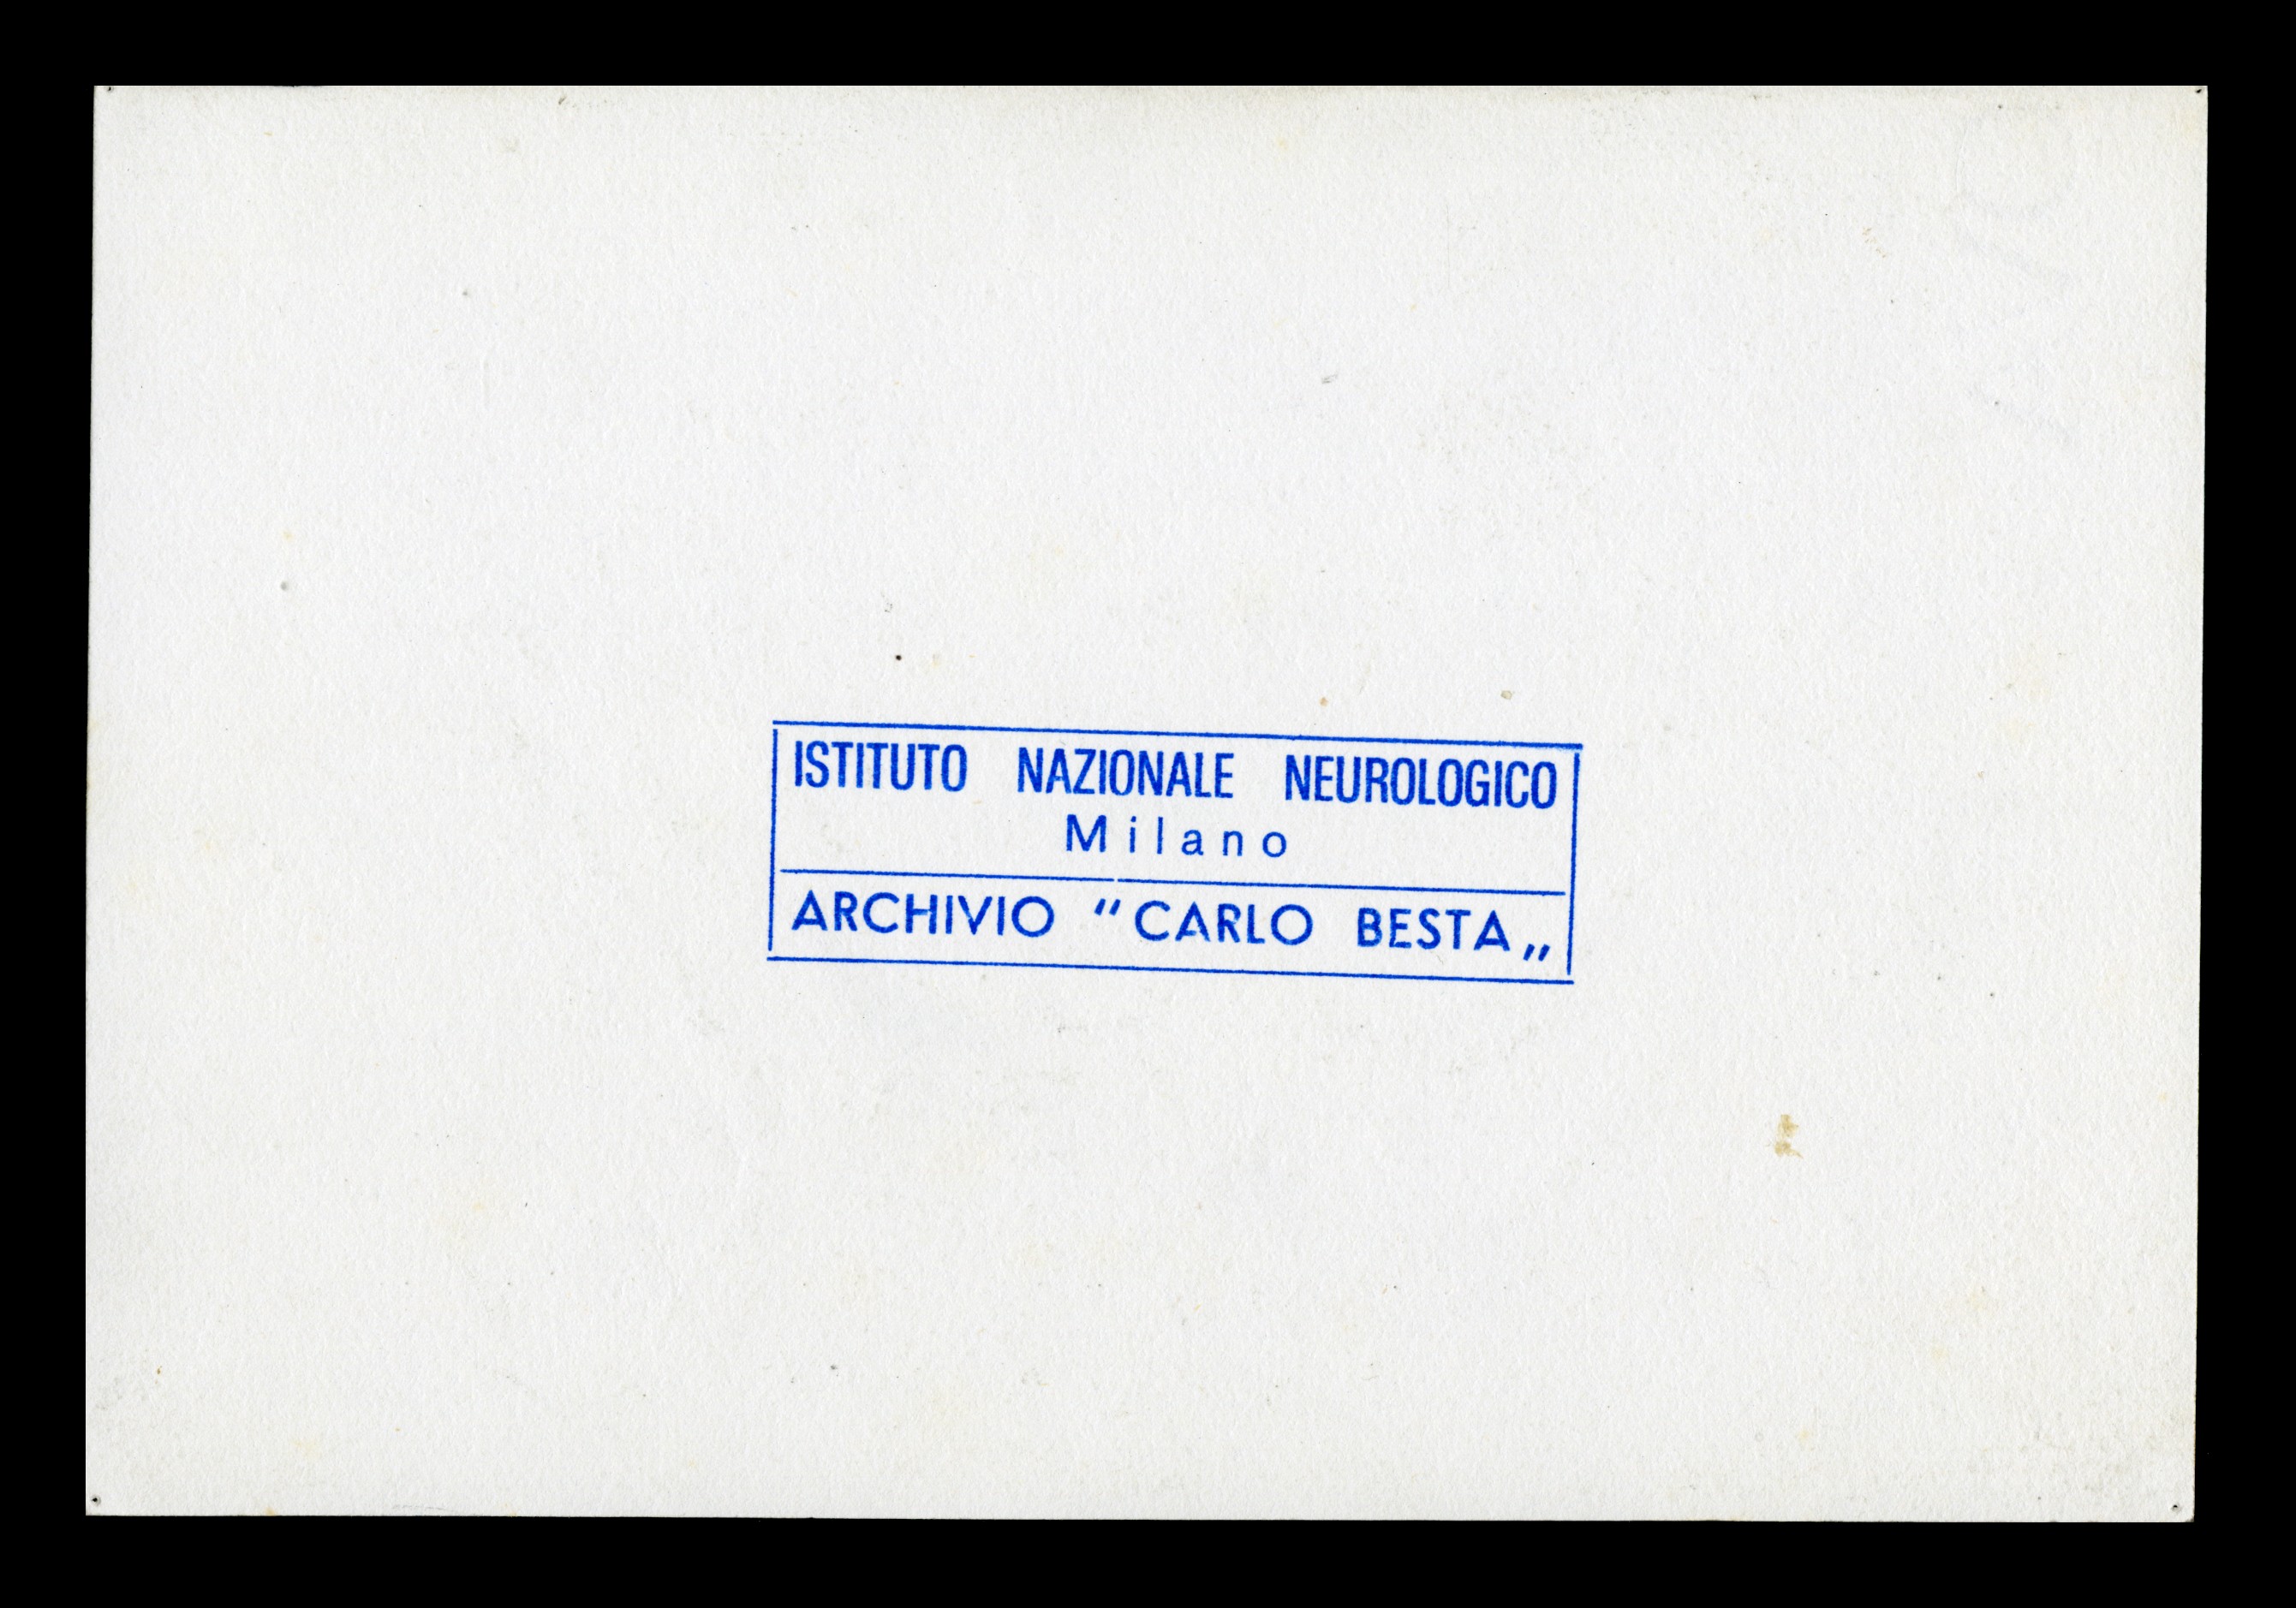 ISTITUTO NAZIONALE NEUROLOGICO
Milano
ARCHIVIO “CARLO BESTA„